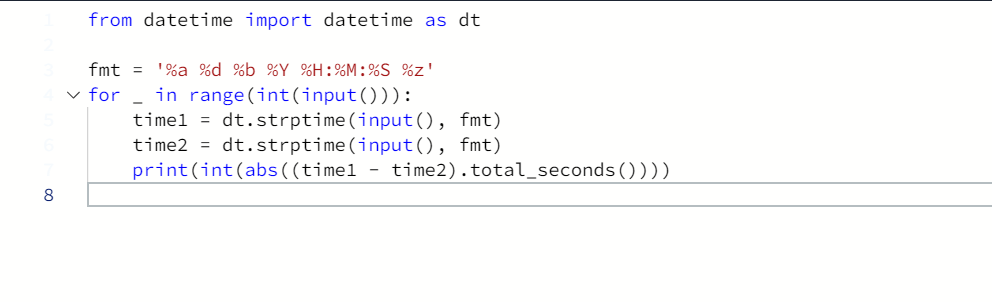 1 from datetime import datetime as dt
2
3 fmt = '%a %d %b %Y %H:%M:%S %z'
4 for _ in range(int(input())):
5 time1 = dt.strptime(input(), fmt)
6 time2 = dt.strptime(input(), fmt)
7 print(int(abs((time1 - time2).total_seconds())))
8